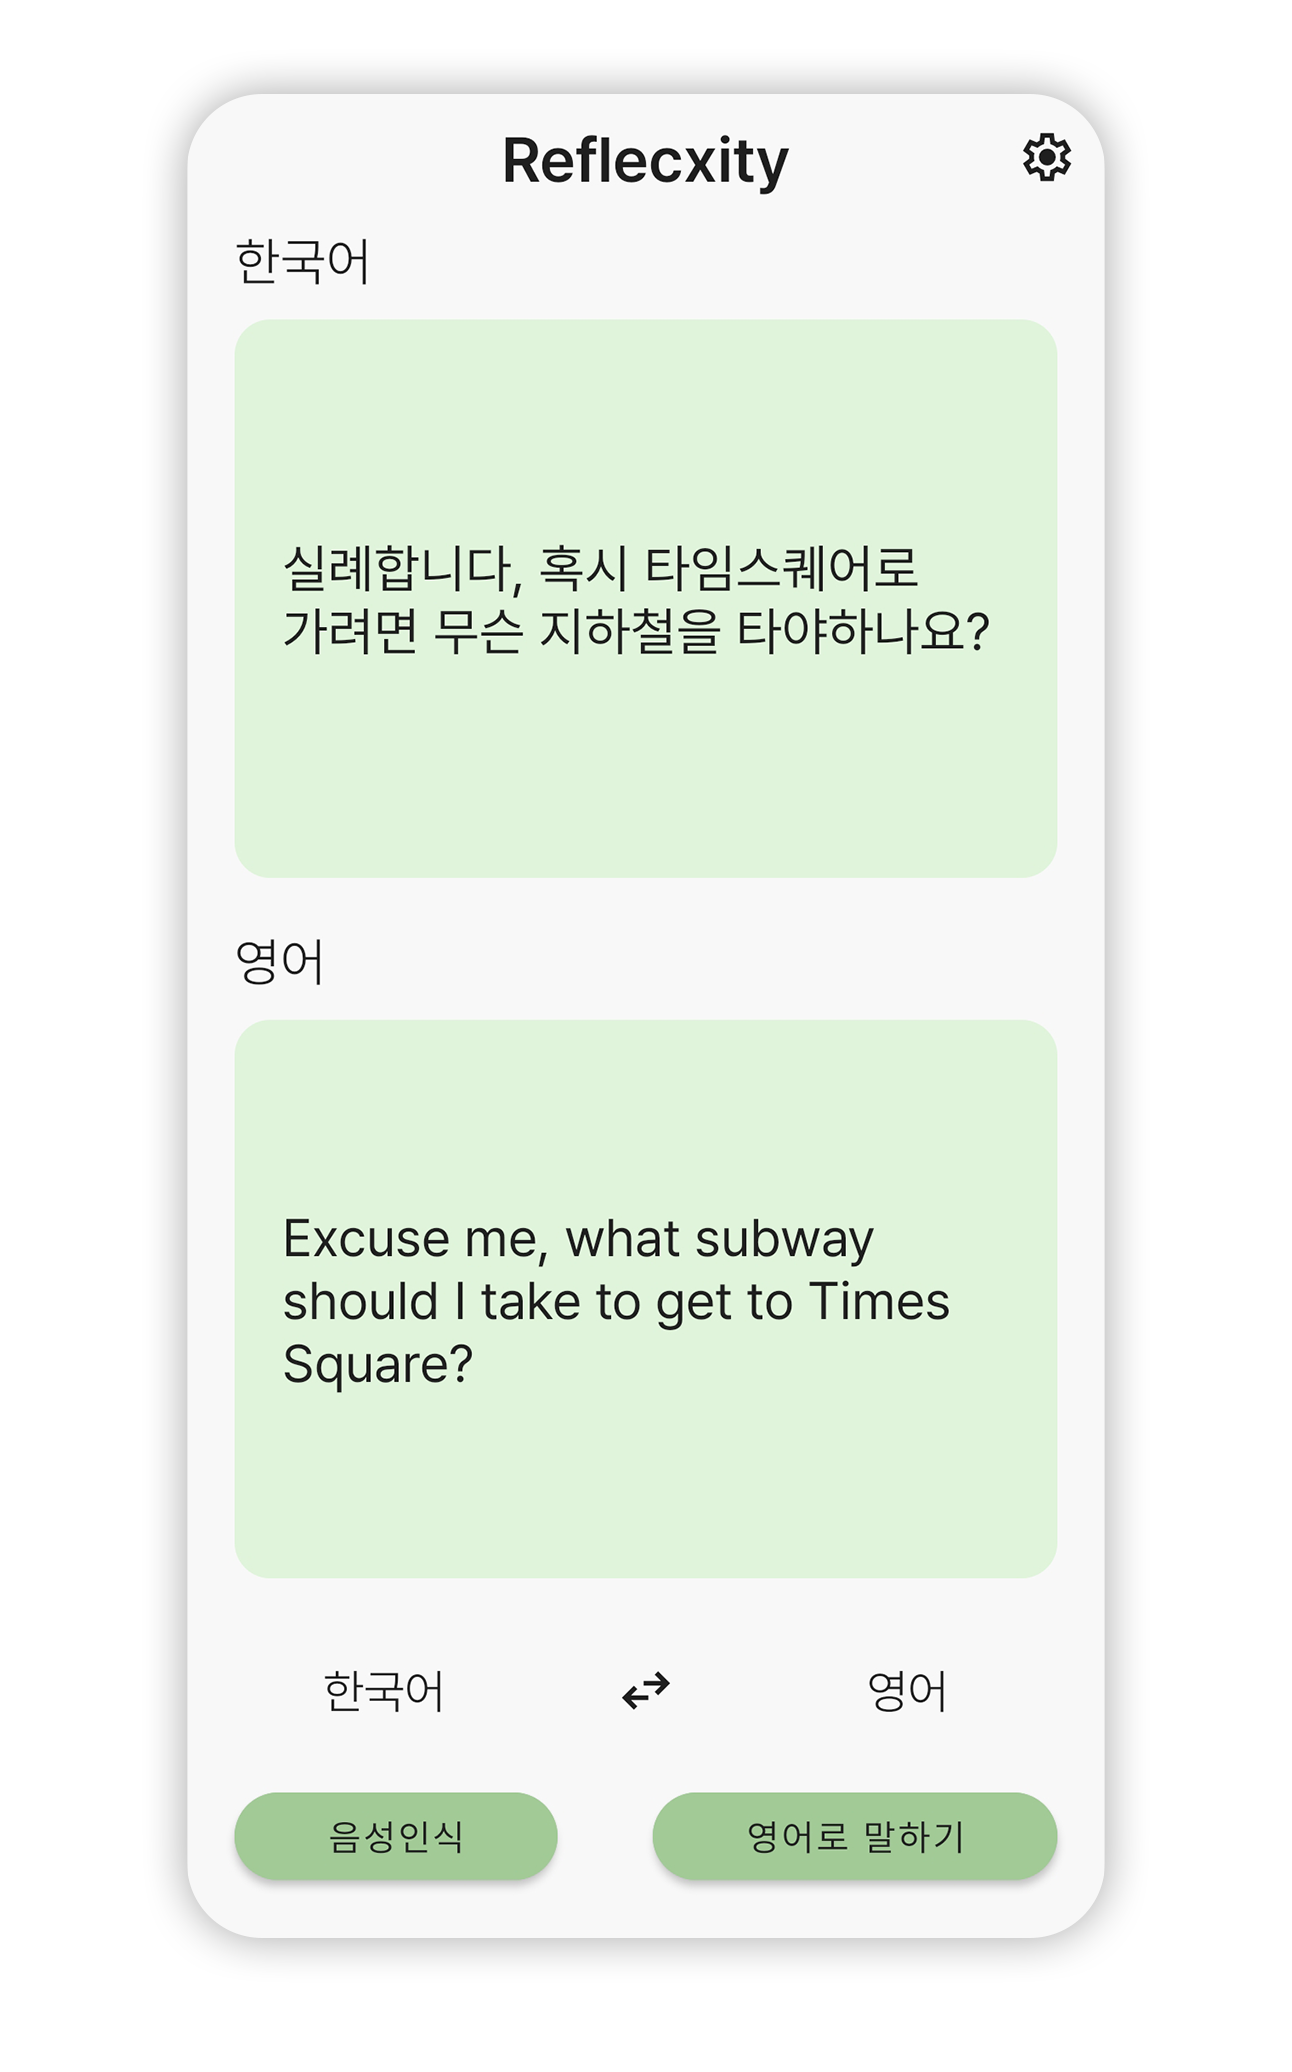 Reflecxity
한국어
실례합니다, 혹시 타임스퀘어로
가려면 무슨 지하철을 타야하나요?
영어
Excuse me, what subway
should I take to get to Times
Square?
한국어 영어
음성인식 영어로 말하기